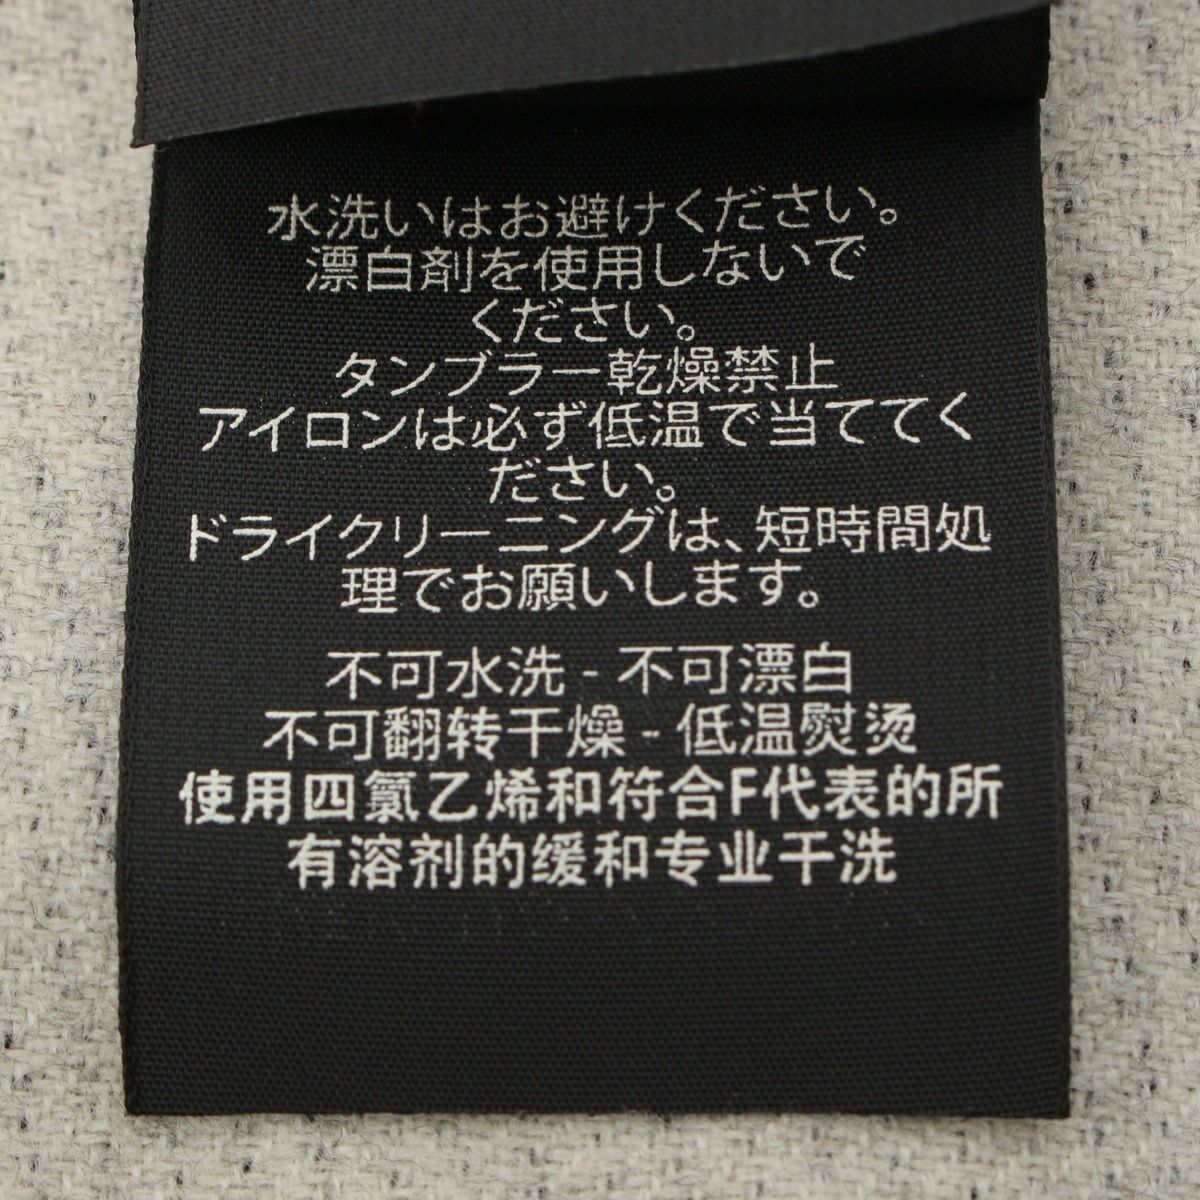 水洗いはお避けください。
漂白剤を使用しないで
ください。
タンブラー乾燥禁止
アイロンは必ず低温で当ててく
ださい。
ドライクリーニングは、短時間処
理でお願いします。
不可水洗 - 不可漂白
不可翻转干燥 - 低温熨烫
使用四氯乙烯和符合F代表的所
有溶剂的缓和专业干洗